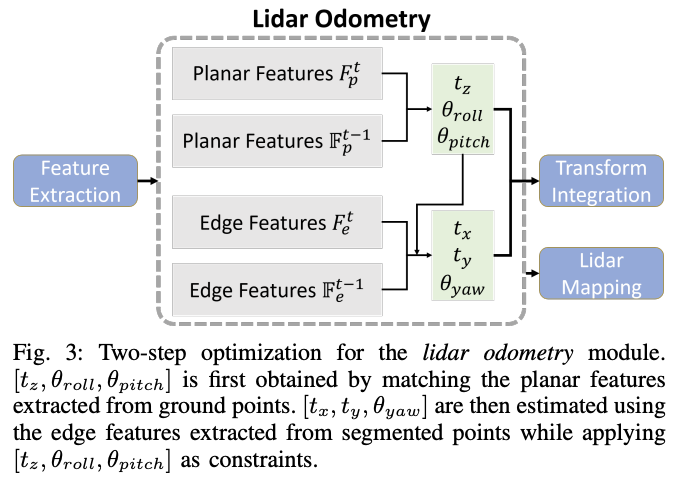 Lidar Odometry
Planar Features $F_p^t$
Planar Features $\mathbb{F}_p^{t-1}$
Edge Features $F_e^t$
Edge Features $\mathbb{F}_e^{t-1}$
$t_z$
$\theta_{roll}$
$\theta_{pitch}$
$t_x$
$t_y$
$\theta_{yaw}$
Feature
Extraction
Transform
Integration
Lidar
Mapping
Fig. 3: Two-step optimization for the lidar odometry module.
$[t_z, \theta_{roll}, \theta_{pitch}]$ is first obtained by matching the planar features
extracted from ground points. $[t_x, t_y, \theta_{yaw}]$ are then estimated using
the edge features extracted from segmented points while applying
$[t_z, \theta_{roll}, \theta_{pitch}]$ as constraints.